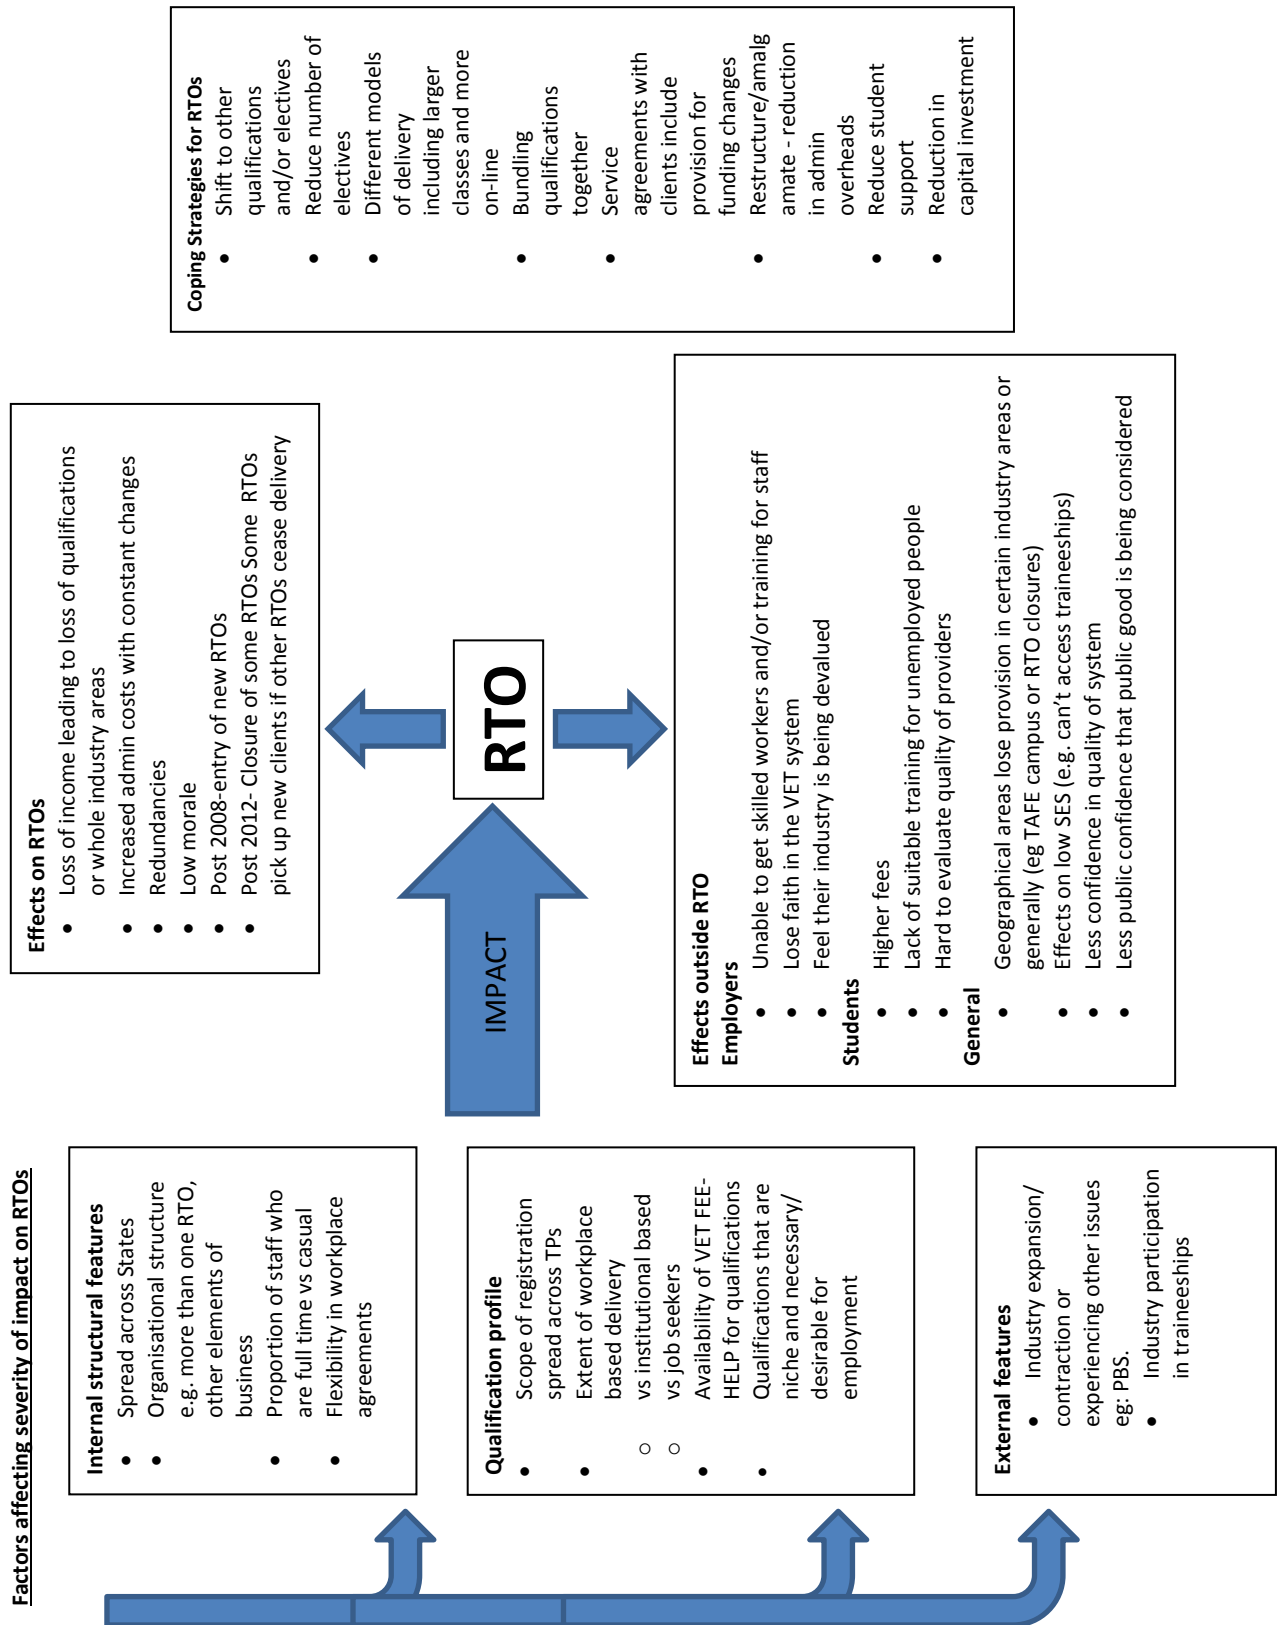 Factors affecting severity of impact on RTOs
Internal structural features
• Spread across States
• Organisational structure
e.g. more than one RTO,
other elements of
business
• Proportion of staff who
are full time vs casual
• Flexibility in workplace
agreements
Qualification profile
• Scope of registration
spread across TPs
• Extent of workplace
based delivery
○ vs institutional based
○ vs job seekers
• Availability of VET FEE-
HELP for qualifications
• Qualifications that are
niche and necessary/
desirable for
employment
External features
• Industry expansion/
contraction or
experiencing other issues
eg: PBS.
• Industry participation
in traineeships
IMPACT
RTO
Effects on RTOs
• Loss of income leading to loss of qualifications
or whole industry areas
• Increased admin costs with constant changes
• Redundancies
• Low morale
• Post 2008-entry of new RTOs
• Post 2012- Closure of some RTOs Some RTOs
pick up new clients if other RTOs cease delivery
Effects outside RTO
Employers
• Unable to get skilled workers and/or training for staff
• Lose faith in the VET system
• Feel their industry is being devalued
Students
• Higher fees
• Lack of suitable training for unemployed people
• Hard to evaluate quality of providers
General
• Geographical areas lose provision in certain industry areas or
generally (eg TAFE campus or RTO closures)
• Effects on low SES (e.g. can't access traineeships)
• Less confidence in quality of system
• Less public confidence that public good is being considered
Coping Strategies for RTOs
• Shift to other
qualifications
and/or electives
• Reduce number of
electives
• Different models
of delivery
including larger
classes and more
on-line
• Bundling
qualifications
together
• Service
agreements with
clients include
provision for
funding changes
• Restructure/amalg
amate - reduction
in admin
overheads
• Reduce student
support
• Reduction in
capital investment